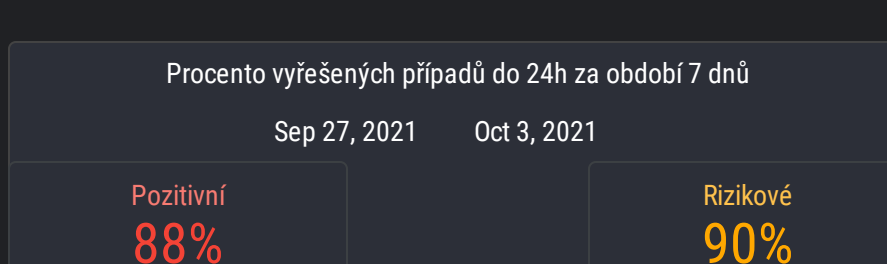 Procento vyřešených případů do 24h za období 7 dnů
Sep 27, 2021 Oct 3, 2021
Pozitivní Rizikové
88% 90%